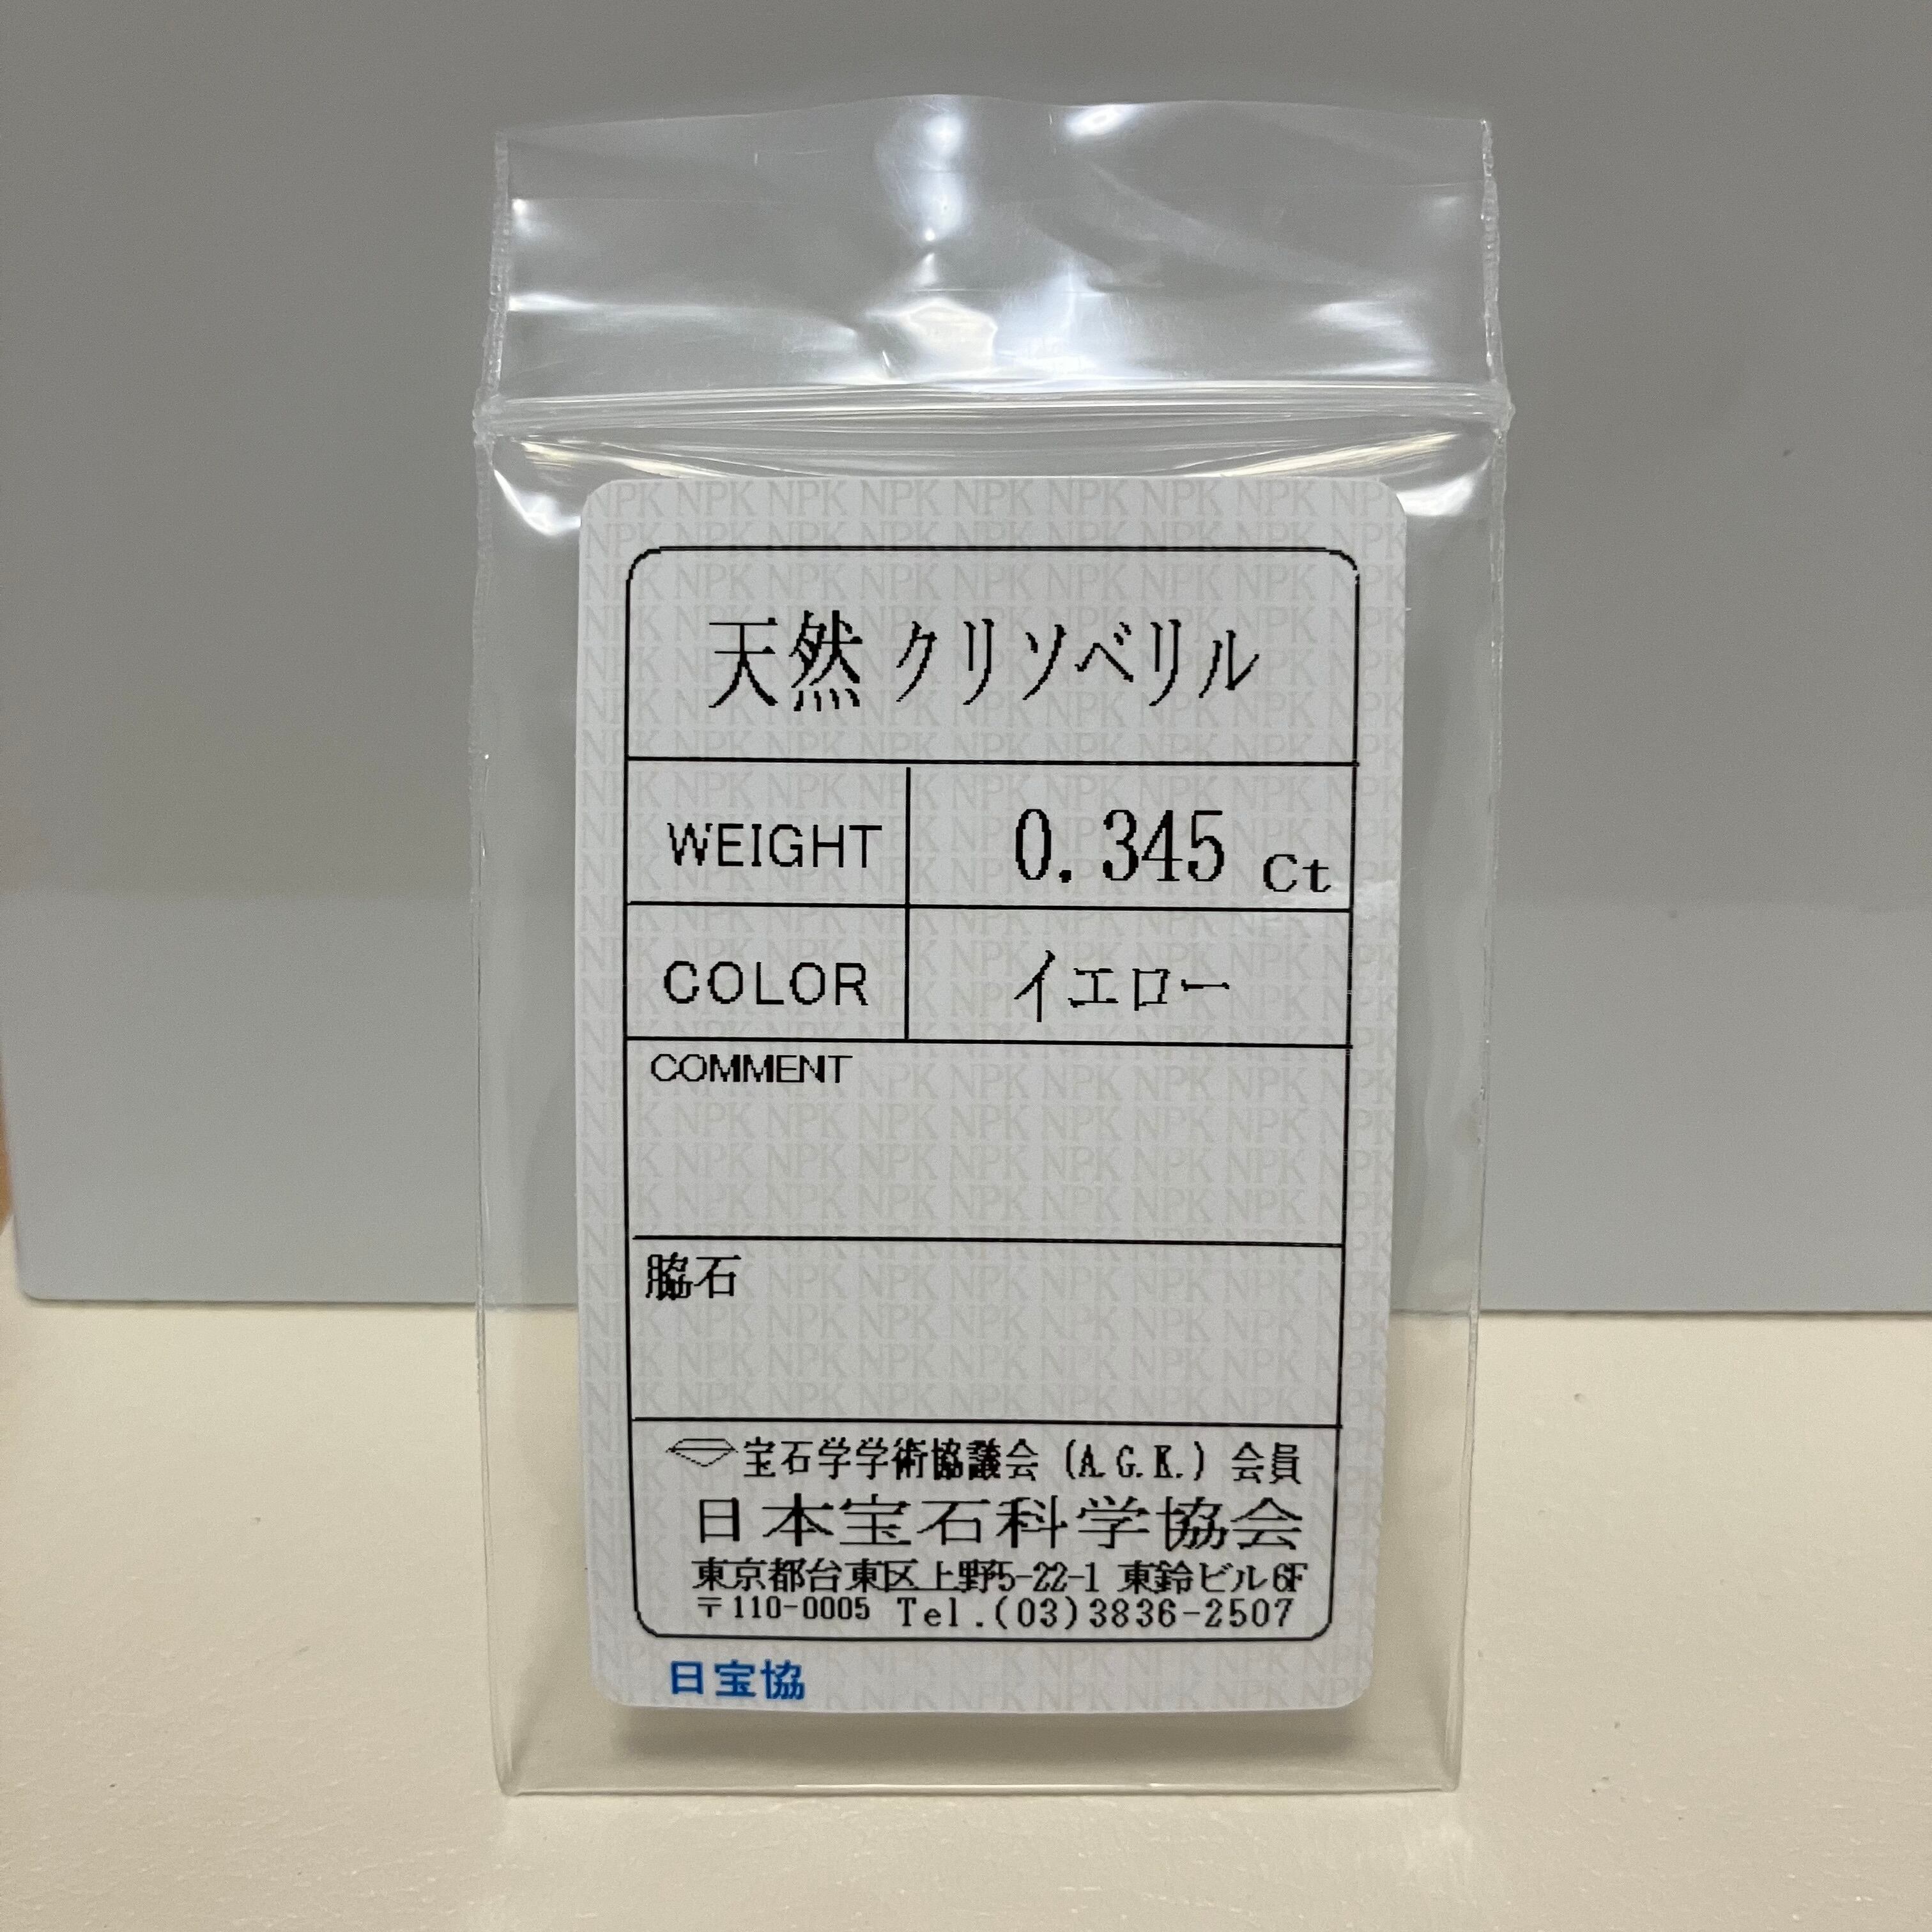 天然 クリソベリル
WEIGHT 0.345 Ct
COLOR イエロー
COMMENT
脇石
宝石学学術協議会 (A.G.K.) 会員
日本宝石科学協会
東京都台東区上野5-22-1 東鈴ビル6F
〒110-0005 Tel.(03)3836-2507
日宝協